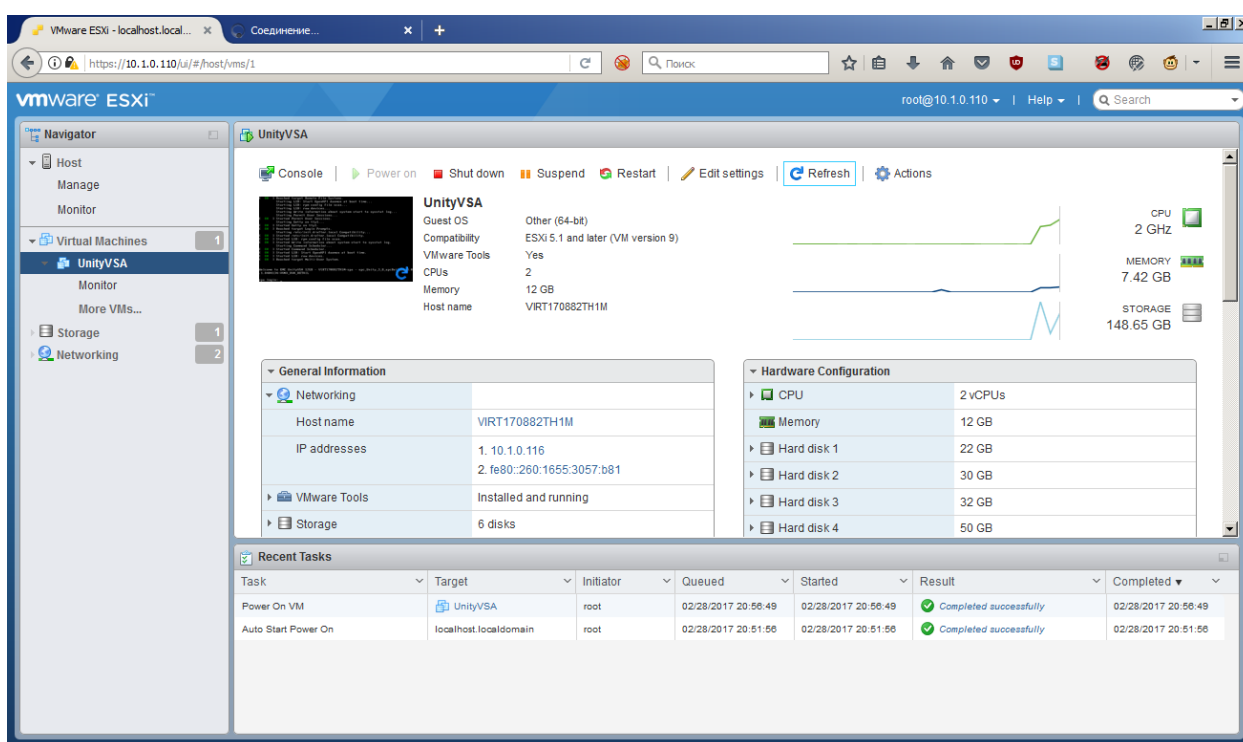 VMware ESXi - localhost.local... ×
Соединение... ×
+
https://10.1.0.110/ui/#/host/vms/1
Поиск
vmware ESXi™
root@10.1.0.110 | Help | Search
Navigator
UnityVSA
Host
Manage
Monitor
Virtual Machines 1
UnityVSA
Monitor
More VMs...
Storage 1
Networking 2
Console | Power on Shut down Suspend Restart | Edit settings | Refresh | Actions
UnityVSA
Guest OS Other (64-bit)
Compatibility ESXi 5.1 and later (VM version 9)
VMware Tools Yes
CPUs 2
Memory 12 GB
Host name VIRT170882TH1M
CPU
2 GHz
MEMORY
7.42 GB
STORAGE
148.65 GB
General Information
Networking
Host name VIRT170882TH1M
IP addresses 1. 10.1.0.116
2. fe80::260:1655:3057:b81
VMware Tools Installed and running
Storage 6 disks
Hardware Configuration
CPU 2 vCPUs
Memory 12 GB
Hard disk 1 22 GB
Hard disk 2 30 GB
Hard disk 3 32 GB
Hard disk 4 50 GB
Recent Tasks
Task Target Initiator Queued Started Result Completed ▼
Power On VM UnityVSA root 02/28/2017 20:56:49 02/28/2017 20:56:49 Completed successfully 02/28/2017 20:56:49
Auto Start Power On localhost.localdomain root 02/28/2017 20:51:56 02/28/2017 20:51:56 Completed successfully 02/28/2017 20:51:56